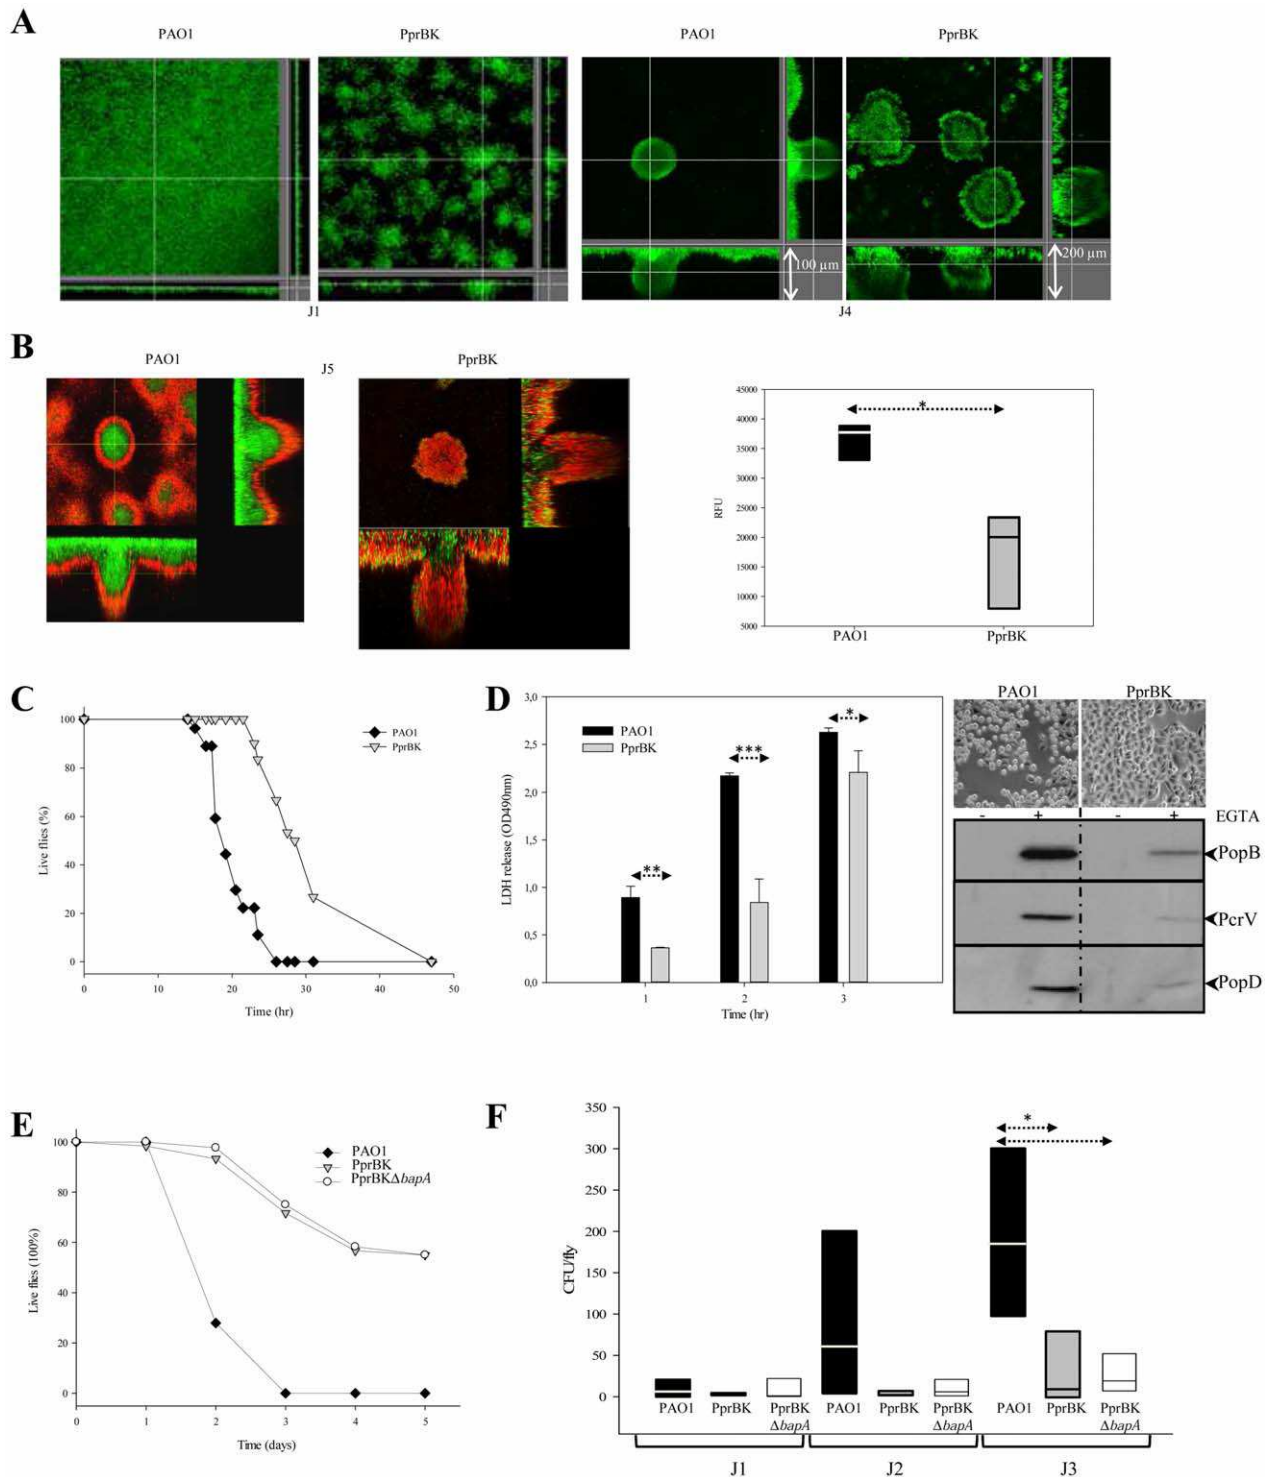 A
PAO1 PprBK PAO1 PprBK
100 µm
200 µm
J1 J4
B
PAO1 PprBK
J5
45000
40000
35000
30000
25000
20000
15000
10000
5000
RFU
*
PAO1 PprBK
C
100
80
60
40
20
0
Live flies (%)
PAO1
PprBK
0 10 20 30 40 50
Time (hr)
D
3,0
2,5
2,0
1,5
1,0
0,5
0,0
LDH release (OD490nm)
PAO1
PprBK
**
***
*
1 2 3
Time (hr)
PAO1 PprBK
- + - + EGTA
PopB
PcrV
PopD
E
100
80
60
40
20
0
Live flies (100%)
PAO1
PprBK
PprBKΔbapA
0 1 2 3 4 5
Time (days)
F
350
300
250
200
150
100
50
0
CFU/fly
*
PAO1 PprBK PprBK PAO1 PprBK PprBK PAO1 PprBK PprBK
ΔbapA ΔbapA ΔbapA
J1 J2 J3